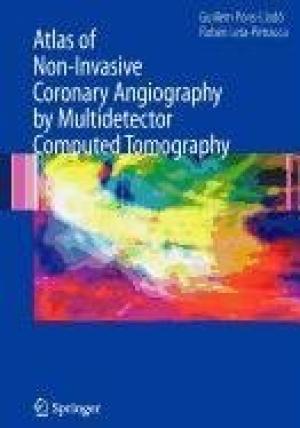 Guillem Pons-Lladó
Rubén Leta-Petracca
Atlas of
Non-Invasive
Coronary Angiography
by Multidetector
Computed Tomography
Springer